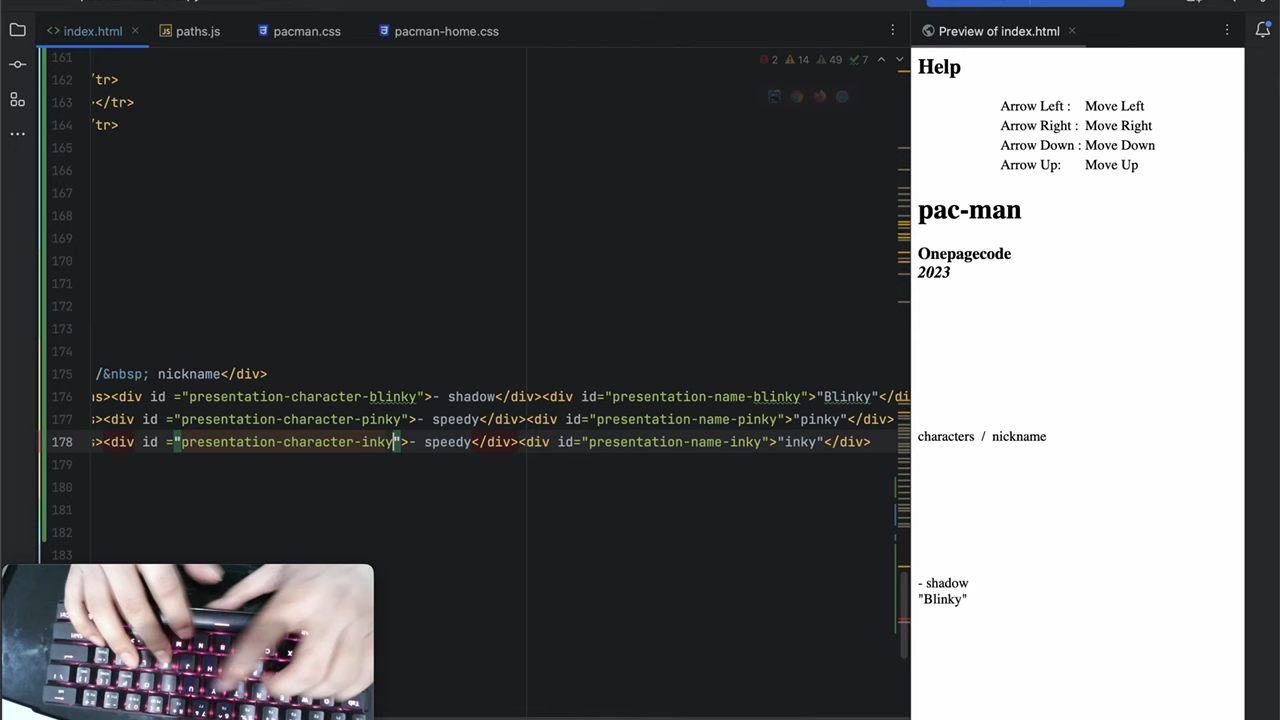 index.html
paths.js
pacman.css
pacman-home.css
Preview of index.html
161
2 14 49 7
162 /tr>
163 </tr>
164 /tr>
165
166
167
168
169
170
171
172
173
174
175 /&nbsp; nickname</div>
176 s><div id ="presentation-character-blinky">- shadow</div><div id="presentation-name-blinky">"Blinky"</di
177 s><div id ="presentation-character-pinky">- speedy</div><div id="presentation-name-pinky">"pinky"</div>
178 s><div id ="presentation-character-inky">- speedy</div><div id="presentation-name-inky">"inky"</div>
179
180
181
182
183
Help
Arrow Left : Move Left
Arrow Right : Move Right
Arrow Down : Move Down
Arrow Up: Move Up
pac-man
Onepagecode
2023
characters / nickname
- shadow
"Blinky"